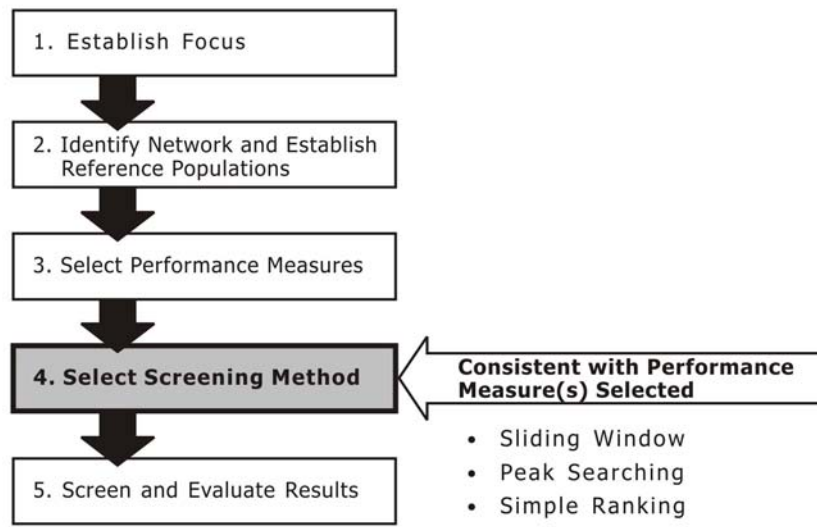 1. Establish Focus
2. Identify Network and Establish
Reference Populations
3. Select Performance Measures
4. Select Screening Method
Consistent with Performance
Measure(s) Selected
• Sliding Window
• Peak Searching
• Simple Ranking
5. Screen and Evaluate Results